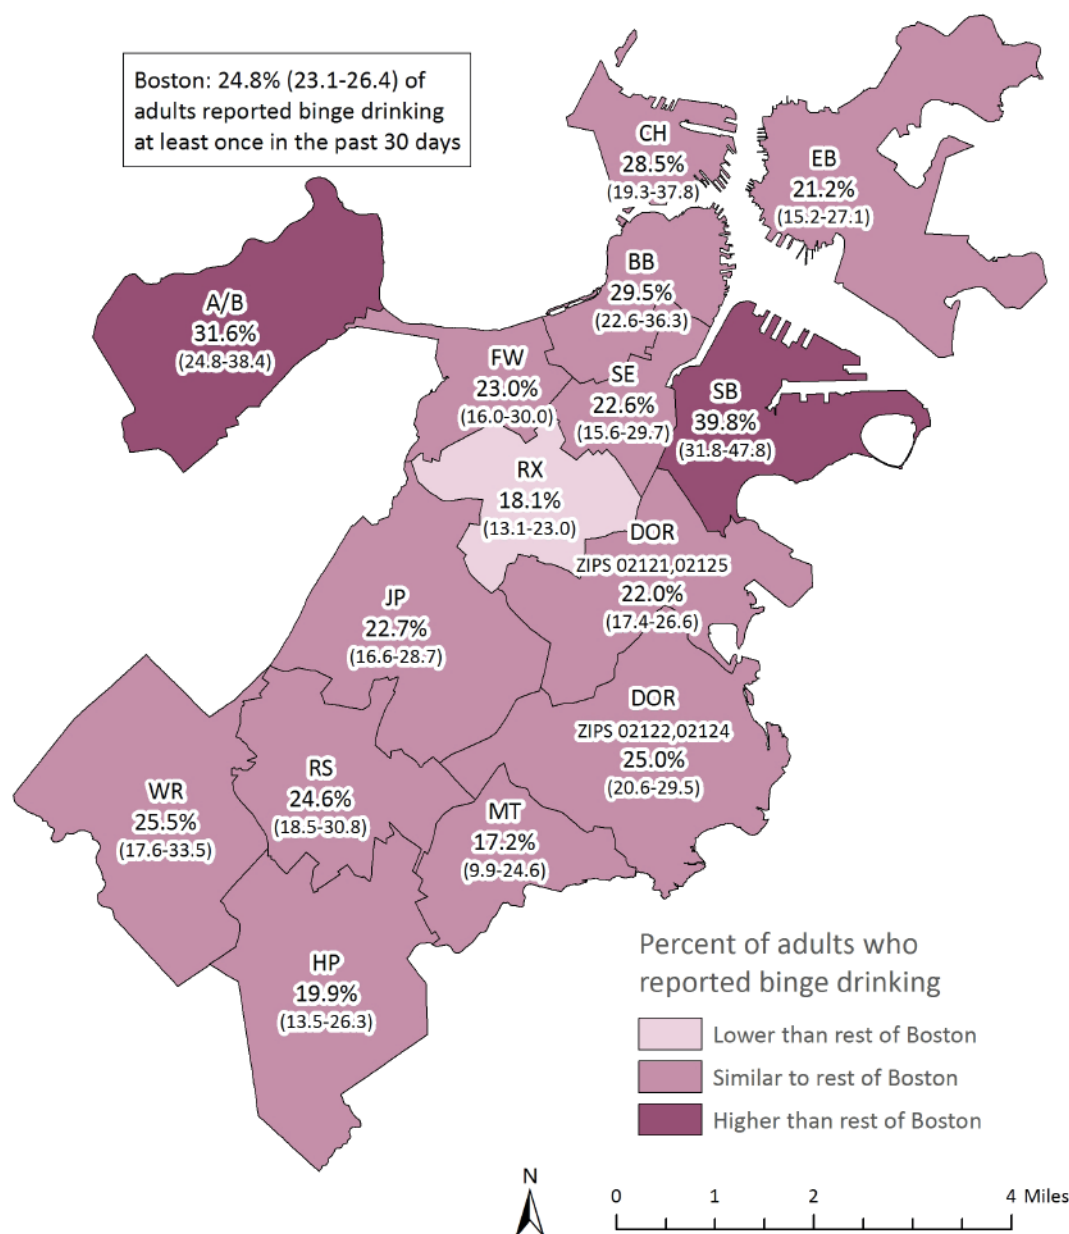 Boston: 24.8% (23.1-26.4) of
adults reported binge drinking
at least once in the past 30 days
CH
28.5%
(19.3-37.8)
EB
21.2%
(15.2-27.1)
BB
29.5%
(22.6-36.3)
A/B
31.6%
(24.8-38.4)
FW
23.0%
(16.0-30.0)
SE
22.6%
(15.6-29.7)
SB
39.8%
(31.8-47.8)
RX
18.1%
(13.1-23.0)
DOR
ZIPS 02121,02125
22.0%
(17.4-26.6)
JP
22.7%
(16.6-28.7)
DOR
ZIPS 02122,02124
25.0%
(20.6-29.5)
WR
25.5%
(17.6-33.5)
RS
24.6%
(18.5-30.8)
MT
17.2%
(9.9-24.6)
HP
19.9%
(13.5-26.3)
Percent of adults who
reported binge drinking
Lower than rest of Boston
Similar to rest of Boston
Higher than rest of Boston
N
0 1 2 4 Miles